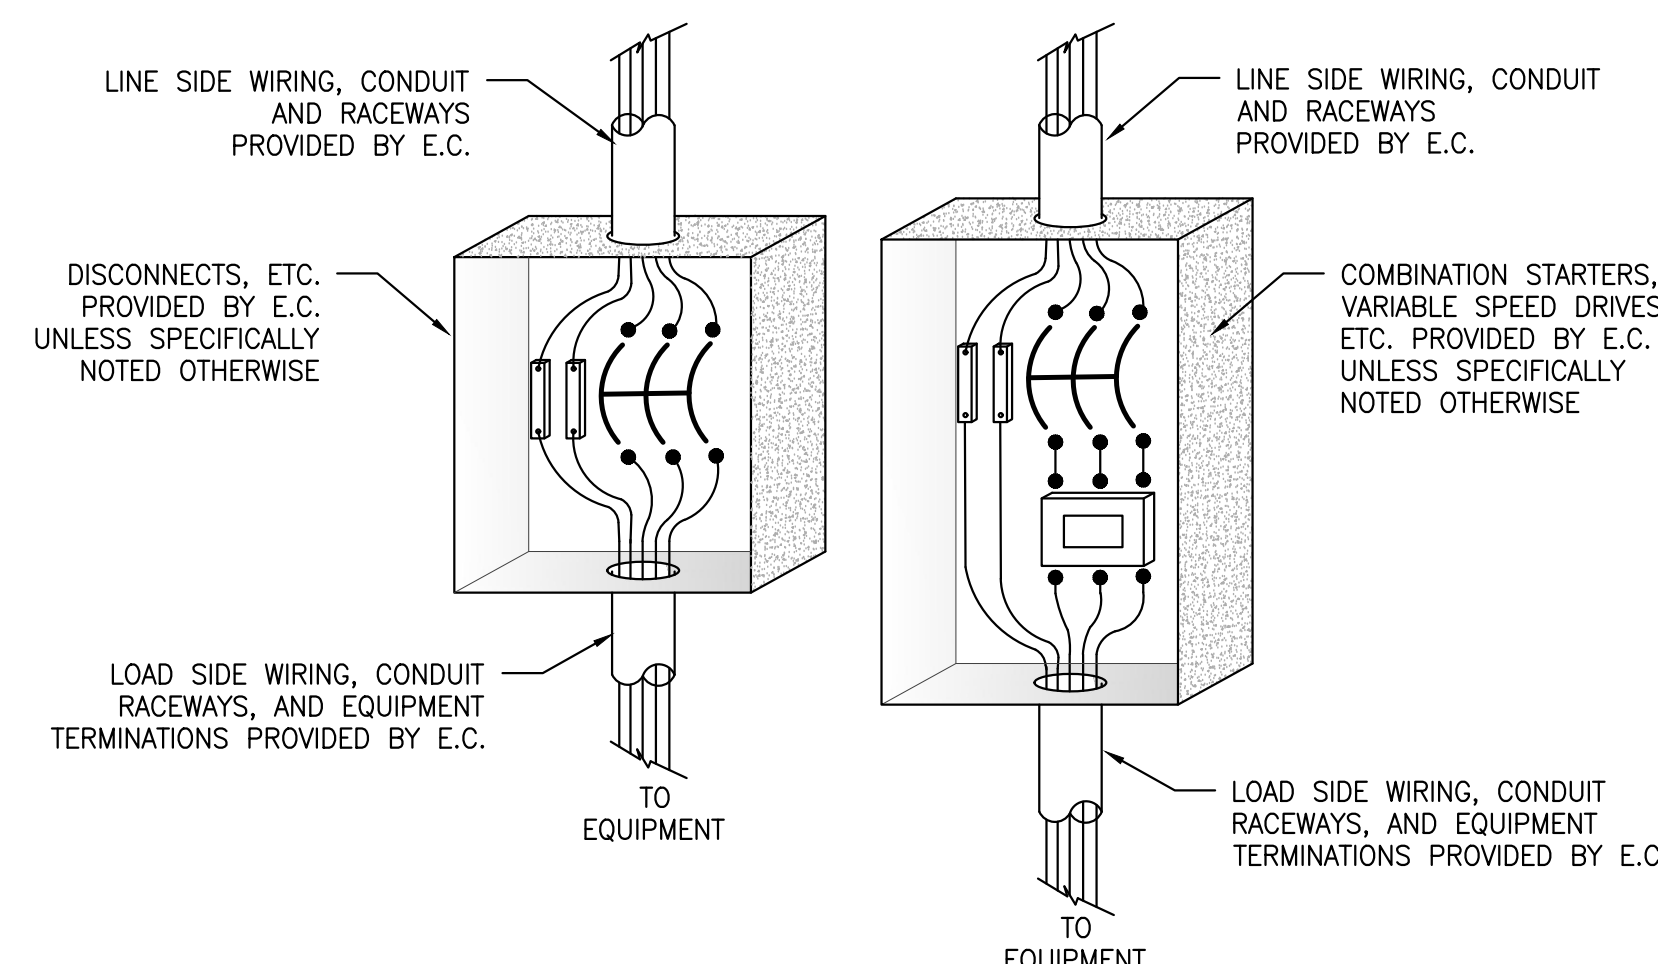 LINE SIDE WIRING, CONDUIT
AND RACEWAYS
PROVIDED BY E.C.
DISCONNECTS, ETC.
PROVIDED BY E.C.
UNLESS SPECIFICALLY
NOTED OTHERWISE
LOAD SIDE WIRING, CONDUIT
RACEWAYS, AND EQUIPMENT
TERMINATIONS PROVIDED BY E.C.
TO
EQUIPMENT
LINE SIDE WIRING, CONDUIT
AND RACEWAYS
PROVIDED BY E.C.
COMBINATION STARTERS,
VARIABLE SPEED DRIVES
ETC. PROVIDED BY E.C.
UNLESS SPECIFICALLY
NOTED OTHERWISE
LOAD SIDE WIRING, CONDUIT
RACEWAYS, AND EQUIPMENT
TERMINATIONS PROVIDED BY E.C
TO
EQUIPMENT